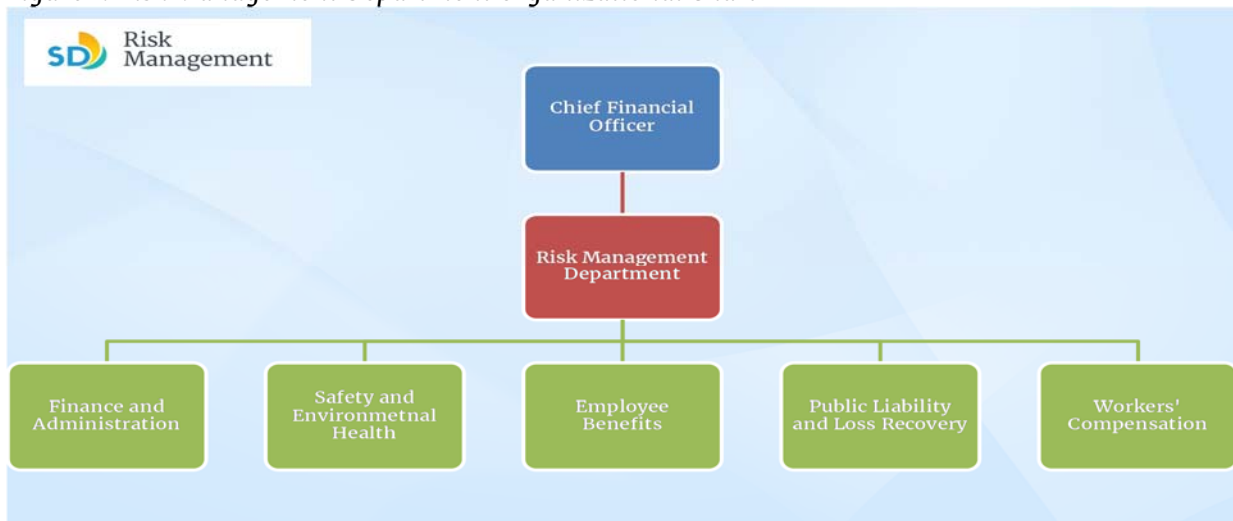 SD
Risk
Management
Chief Financial
Officer
Risk Management
Department
Finance and
Administration
Safety and
Environmetnal
Health
Employee
Benefits
Public Liability
and Loss Recovery
Workers'
Compensation